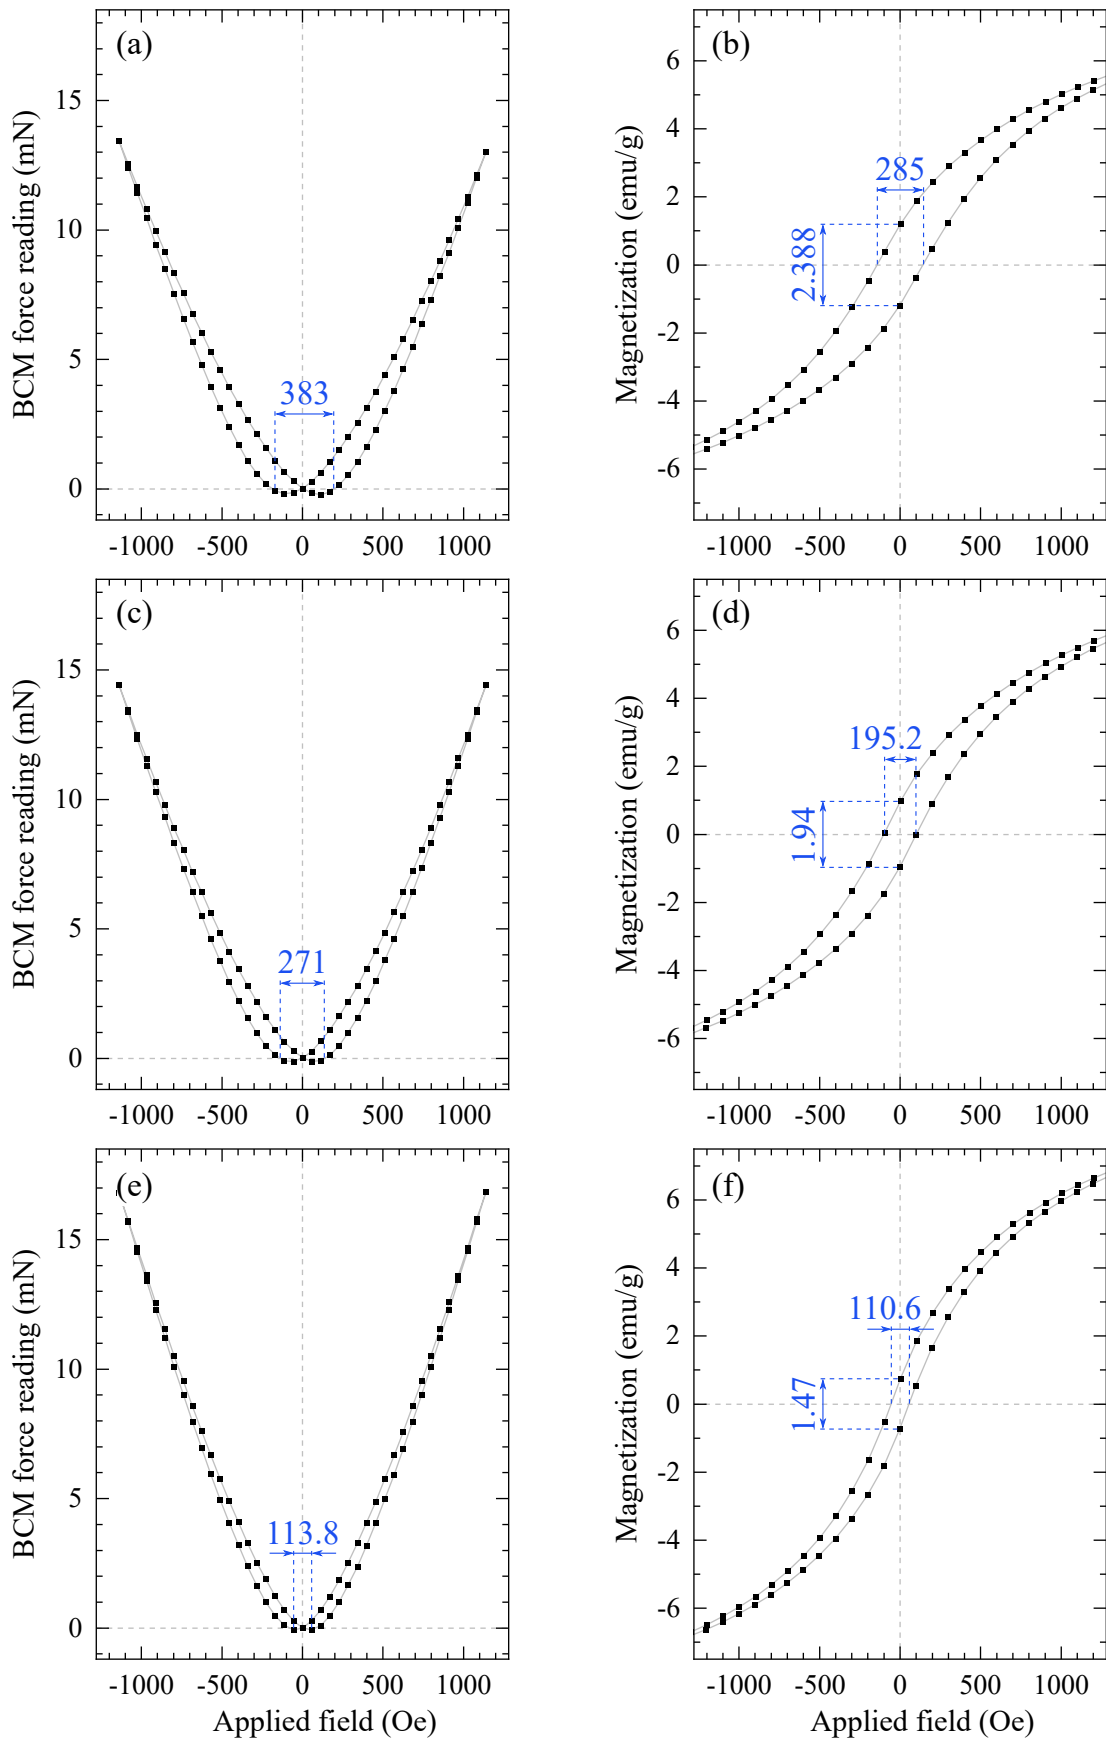 (a)
BCM force reading (mN)
15
10
5
0
383
-1000 -500 0 500 1000
(b)
Magnetization (emu/g)
6
4
2
0
-2
-4
-6
285
2.388
-1000 -500 0 500 1000
(c)
BCM force reading (mN)
15
10
5
0
271
-1000 -500 0 500 1000
(d)
Magnetization (emu/g)
6
4
2
0
-2
-4
-6
195.2
1.94
-1000 -500 0 500 1000
(e)
BCM force reading (mN)
15
10
5
0
113.8
-1000 -500 0 500 1000
Applied field (Oe)
(f)
Magnetization (emu/g)
6
4
2
0
-2
-4
-6
110.6
1.47
-1000 -500 0 500 1000
Applied field (Oe)